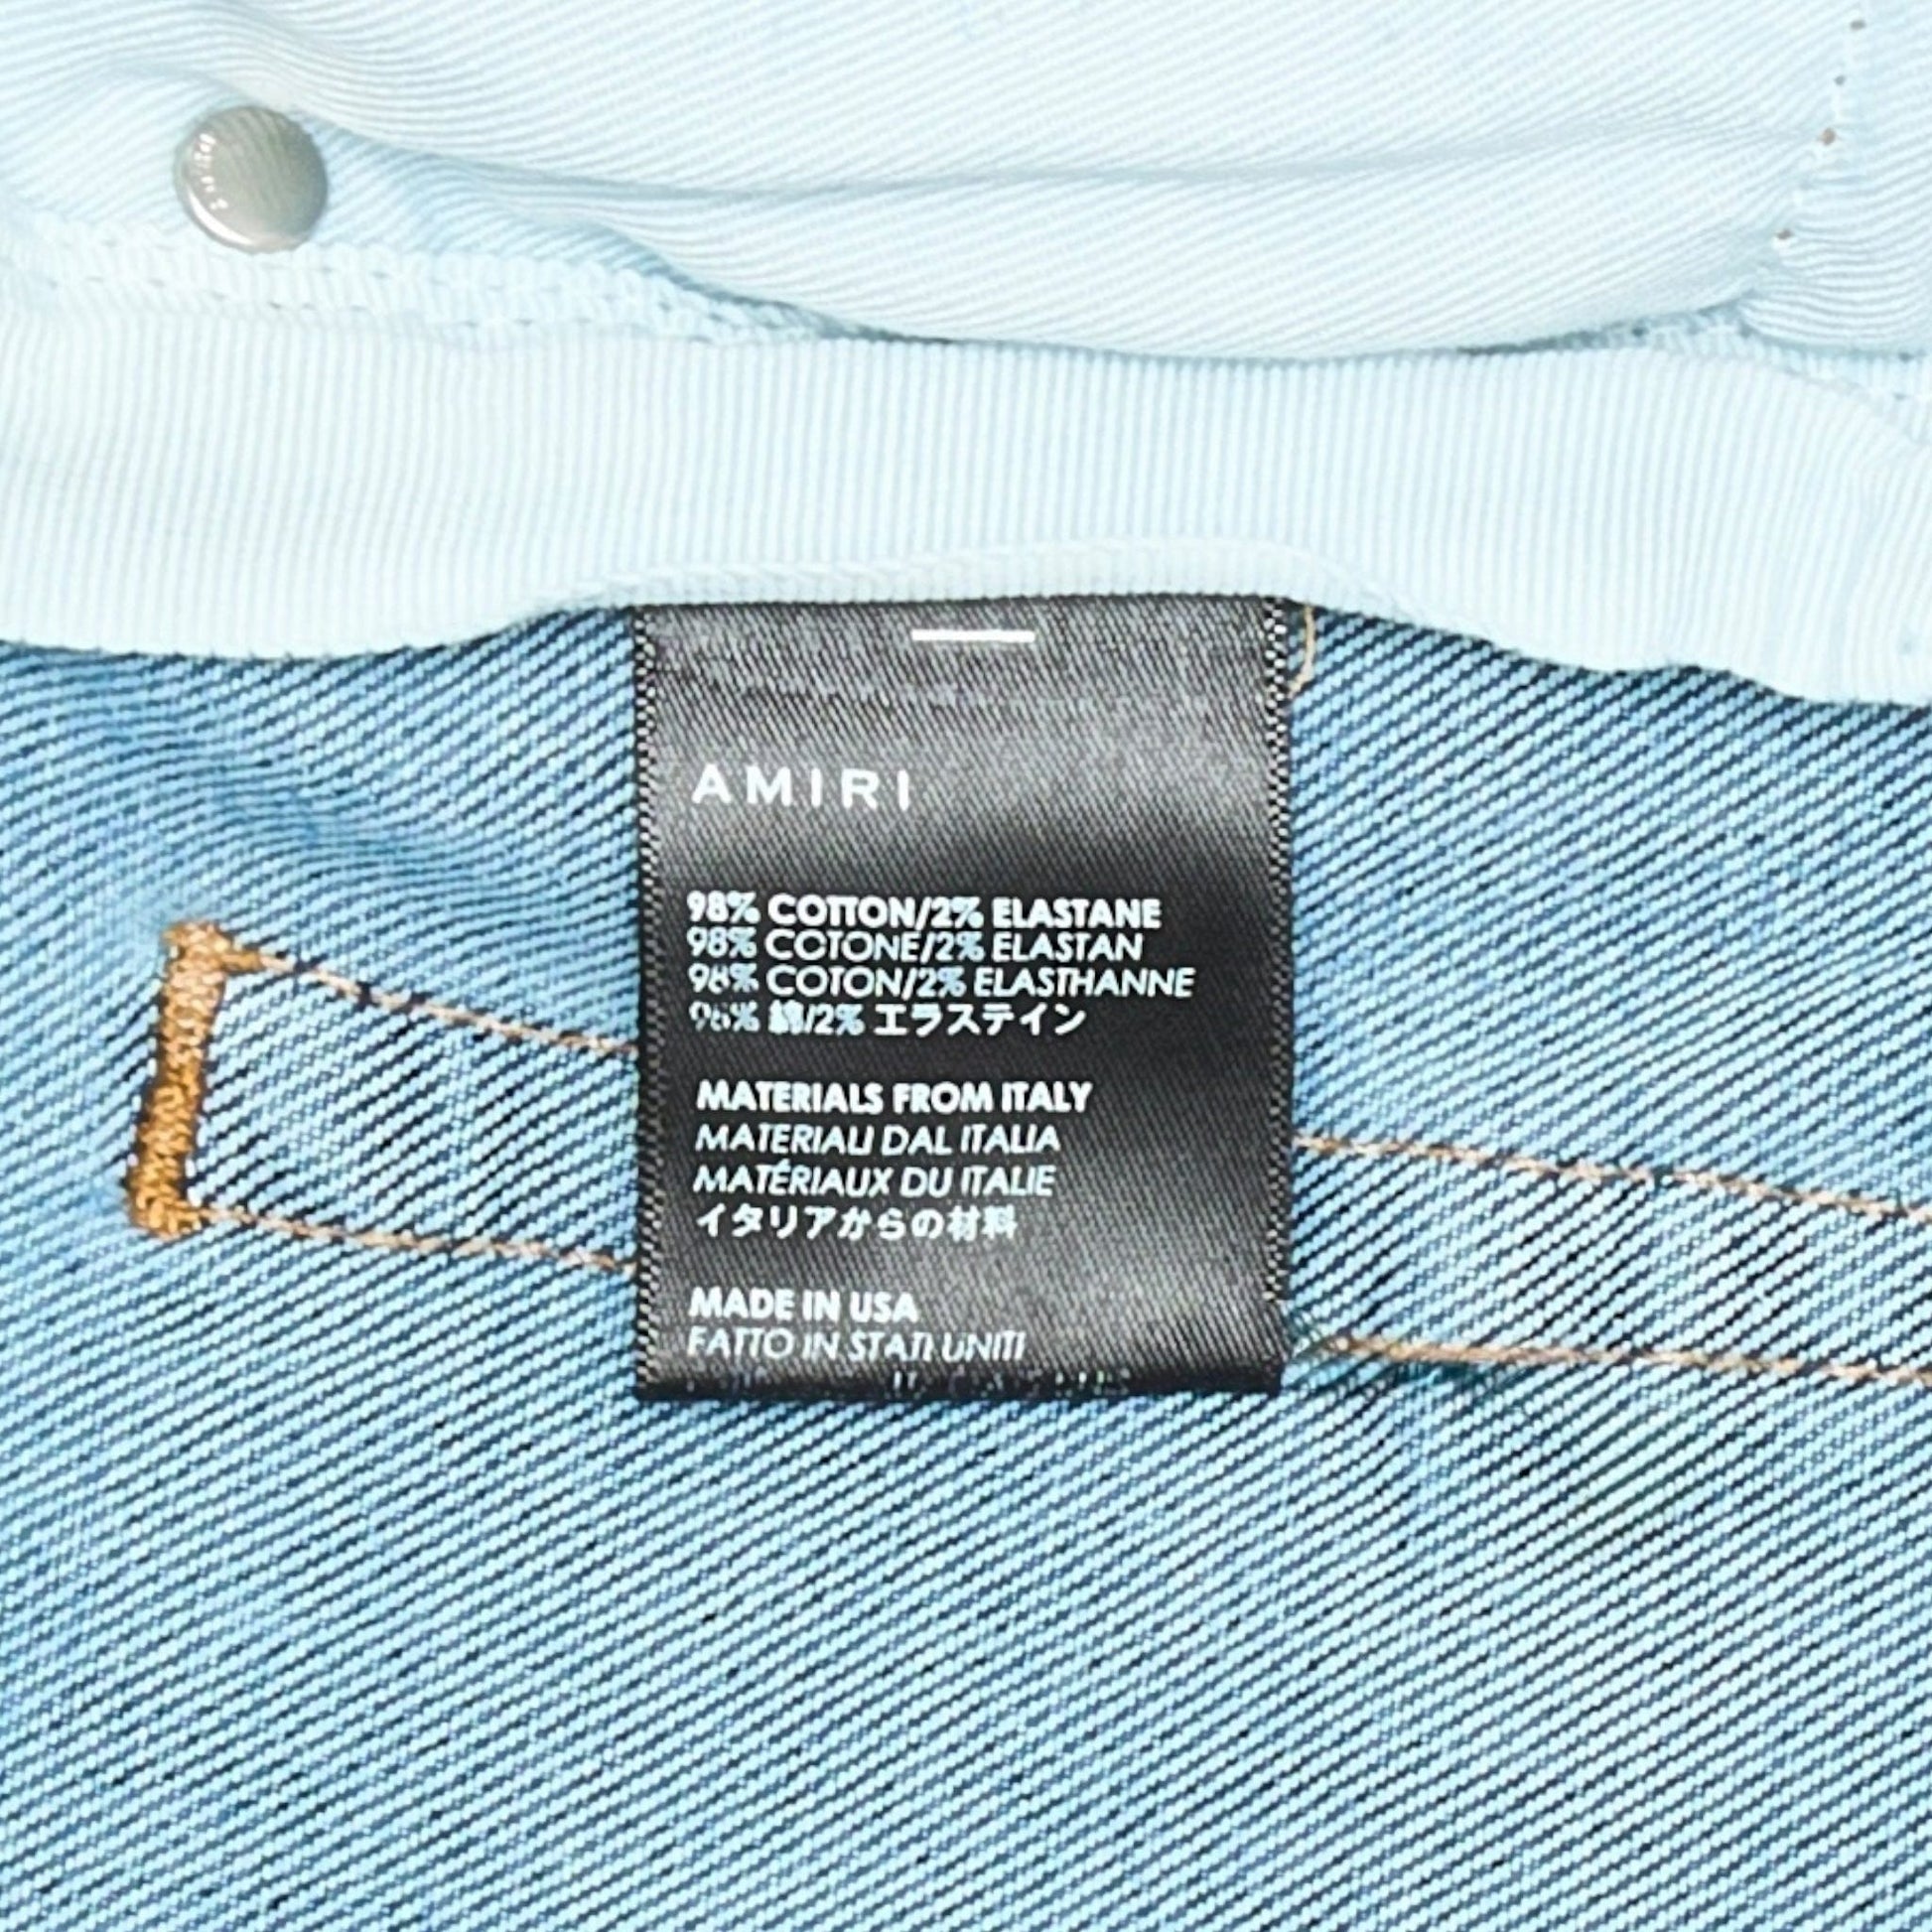 AMIRI
98% COTTON/2% ELASTANE
98% COTONE/2% ELASTAN
98% COTON/2% ELASTHANNE
98% 綿/2% エラステイン
MATERIALS FROM ITALY
MATERIALI DAL ITALIA
MATÉRIAUX DU ITALIE
イタリアからの材料
MADE IN USA
FATTO IN STATI UNITI